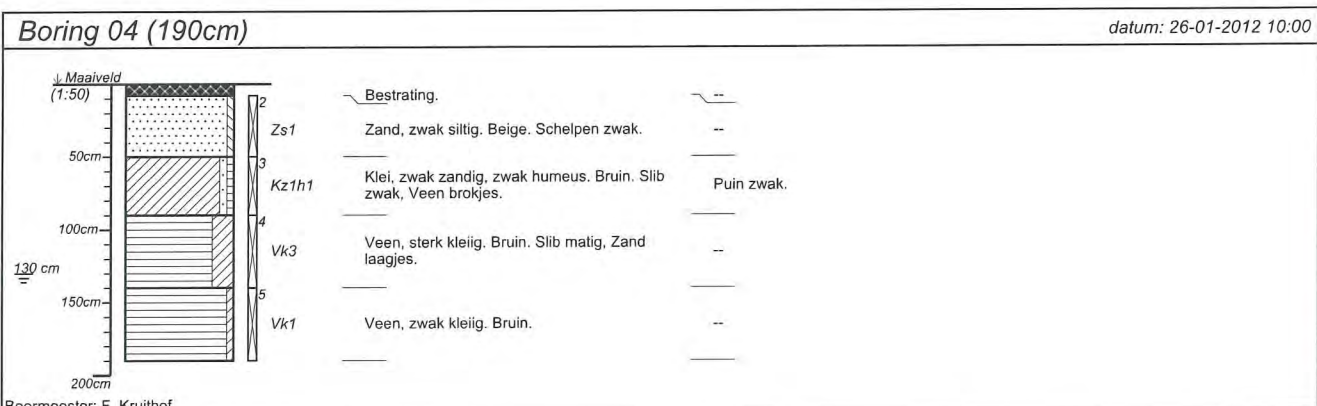 Boring 04 (190cm)
datum: 26-01-2012 10:00
Maaiveld
(1:50)
Bestrating.
--
2
Zs1
Zand, zwak siltig. Beige. Schelpen zwak.
--
50cm
3
Kz1h1
Klei, zwak zandig, zwak humeus. Bruin. Slib
zwak, Veen brokjes.
Puin zwak.
100cm
4
Vk3
Veen, sterk kleiig. Bruin. Slib matig, Zand
laagjes.
--
130 cm
150cm
5
Vk1
Veen, zwak kleiig. Bruin.
--
200cm
Boormeester: F. Kruithof